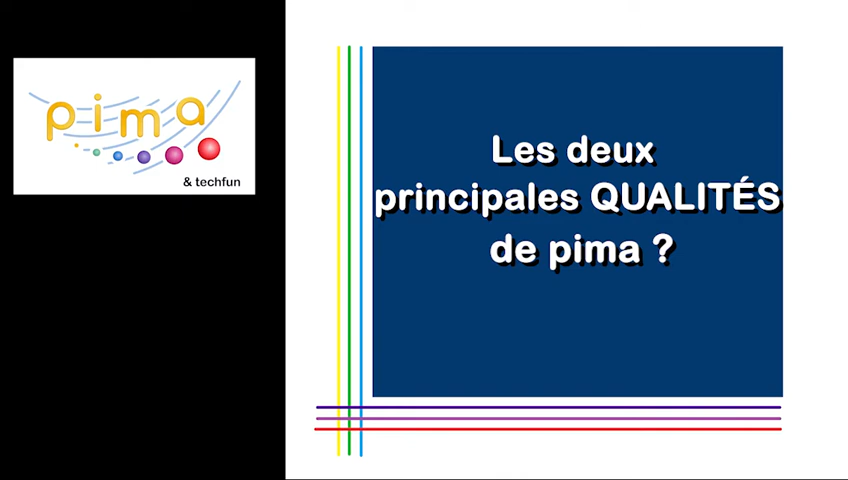 pima
& techfun
Les deux
principales QUALITÉS
de pima ?